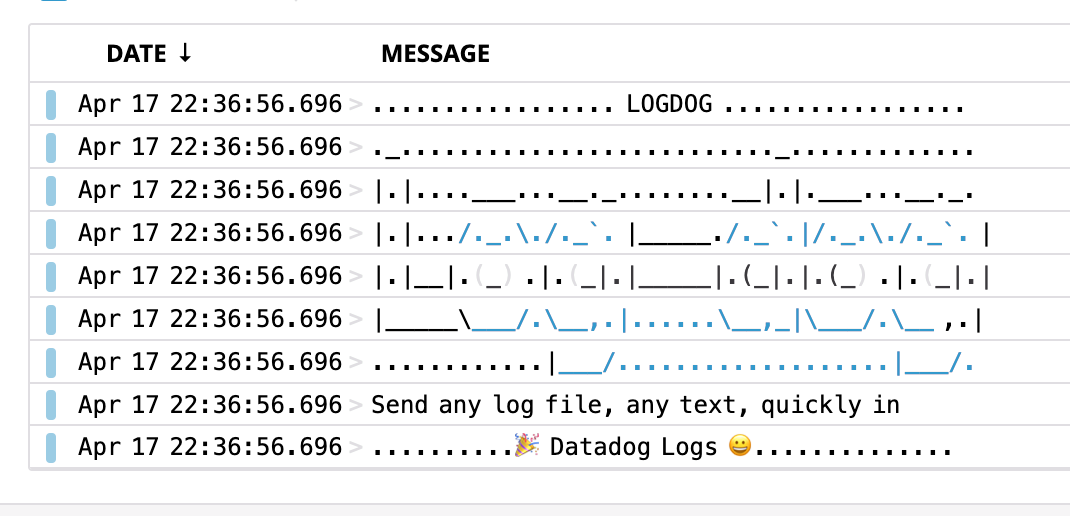 DATE ↓ MESSAGE
Apr 17 22:36:56.696 > ................. LOGDOG .................
Apr 17 22:36:56.696 > ._.........................._.............
Apr 17 22:36:56.696 > |.|....___...__._........__|.|.___...__._.
Apr 17 22:36:56.696 > |.|.../._.\./._`. |_____./._`.|/._.\./._`. |
Apr 17 22:36:56.696 > |.|__|.(_) .|.(_|.|_____|.(_|.|.(_) .|.(_|.|
Apr 17 22:36:56.696 > |_____\___/.\__,.|......\__,_|\___/.\__ ,.|
Apr 17 22:36:56.696 > ............|___/...................|___/.
Apr 17 22:36:56.696 > Send any log file, any text, quickly in
Apr 17 22:36:56.696 > ..........🎉 Datadog Logs 😀..............